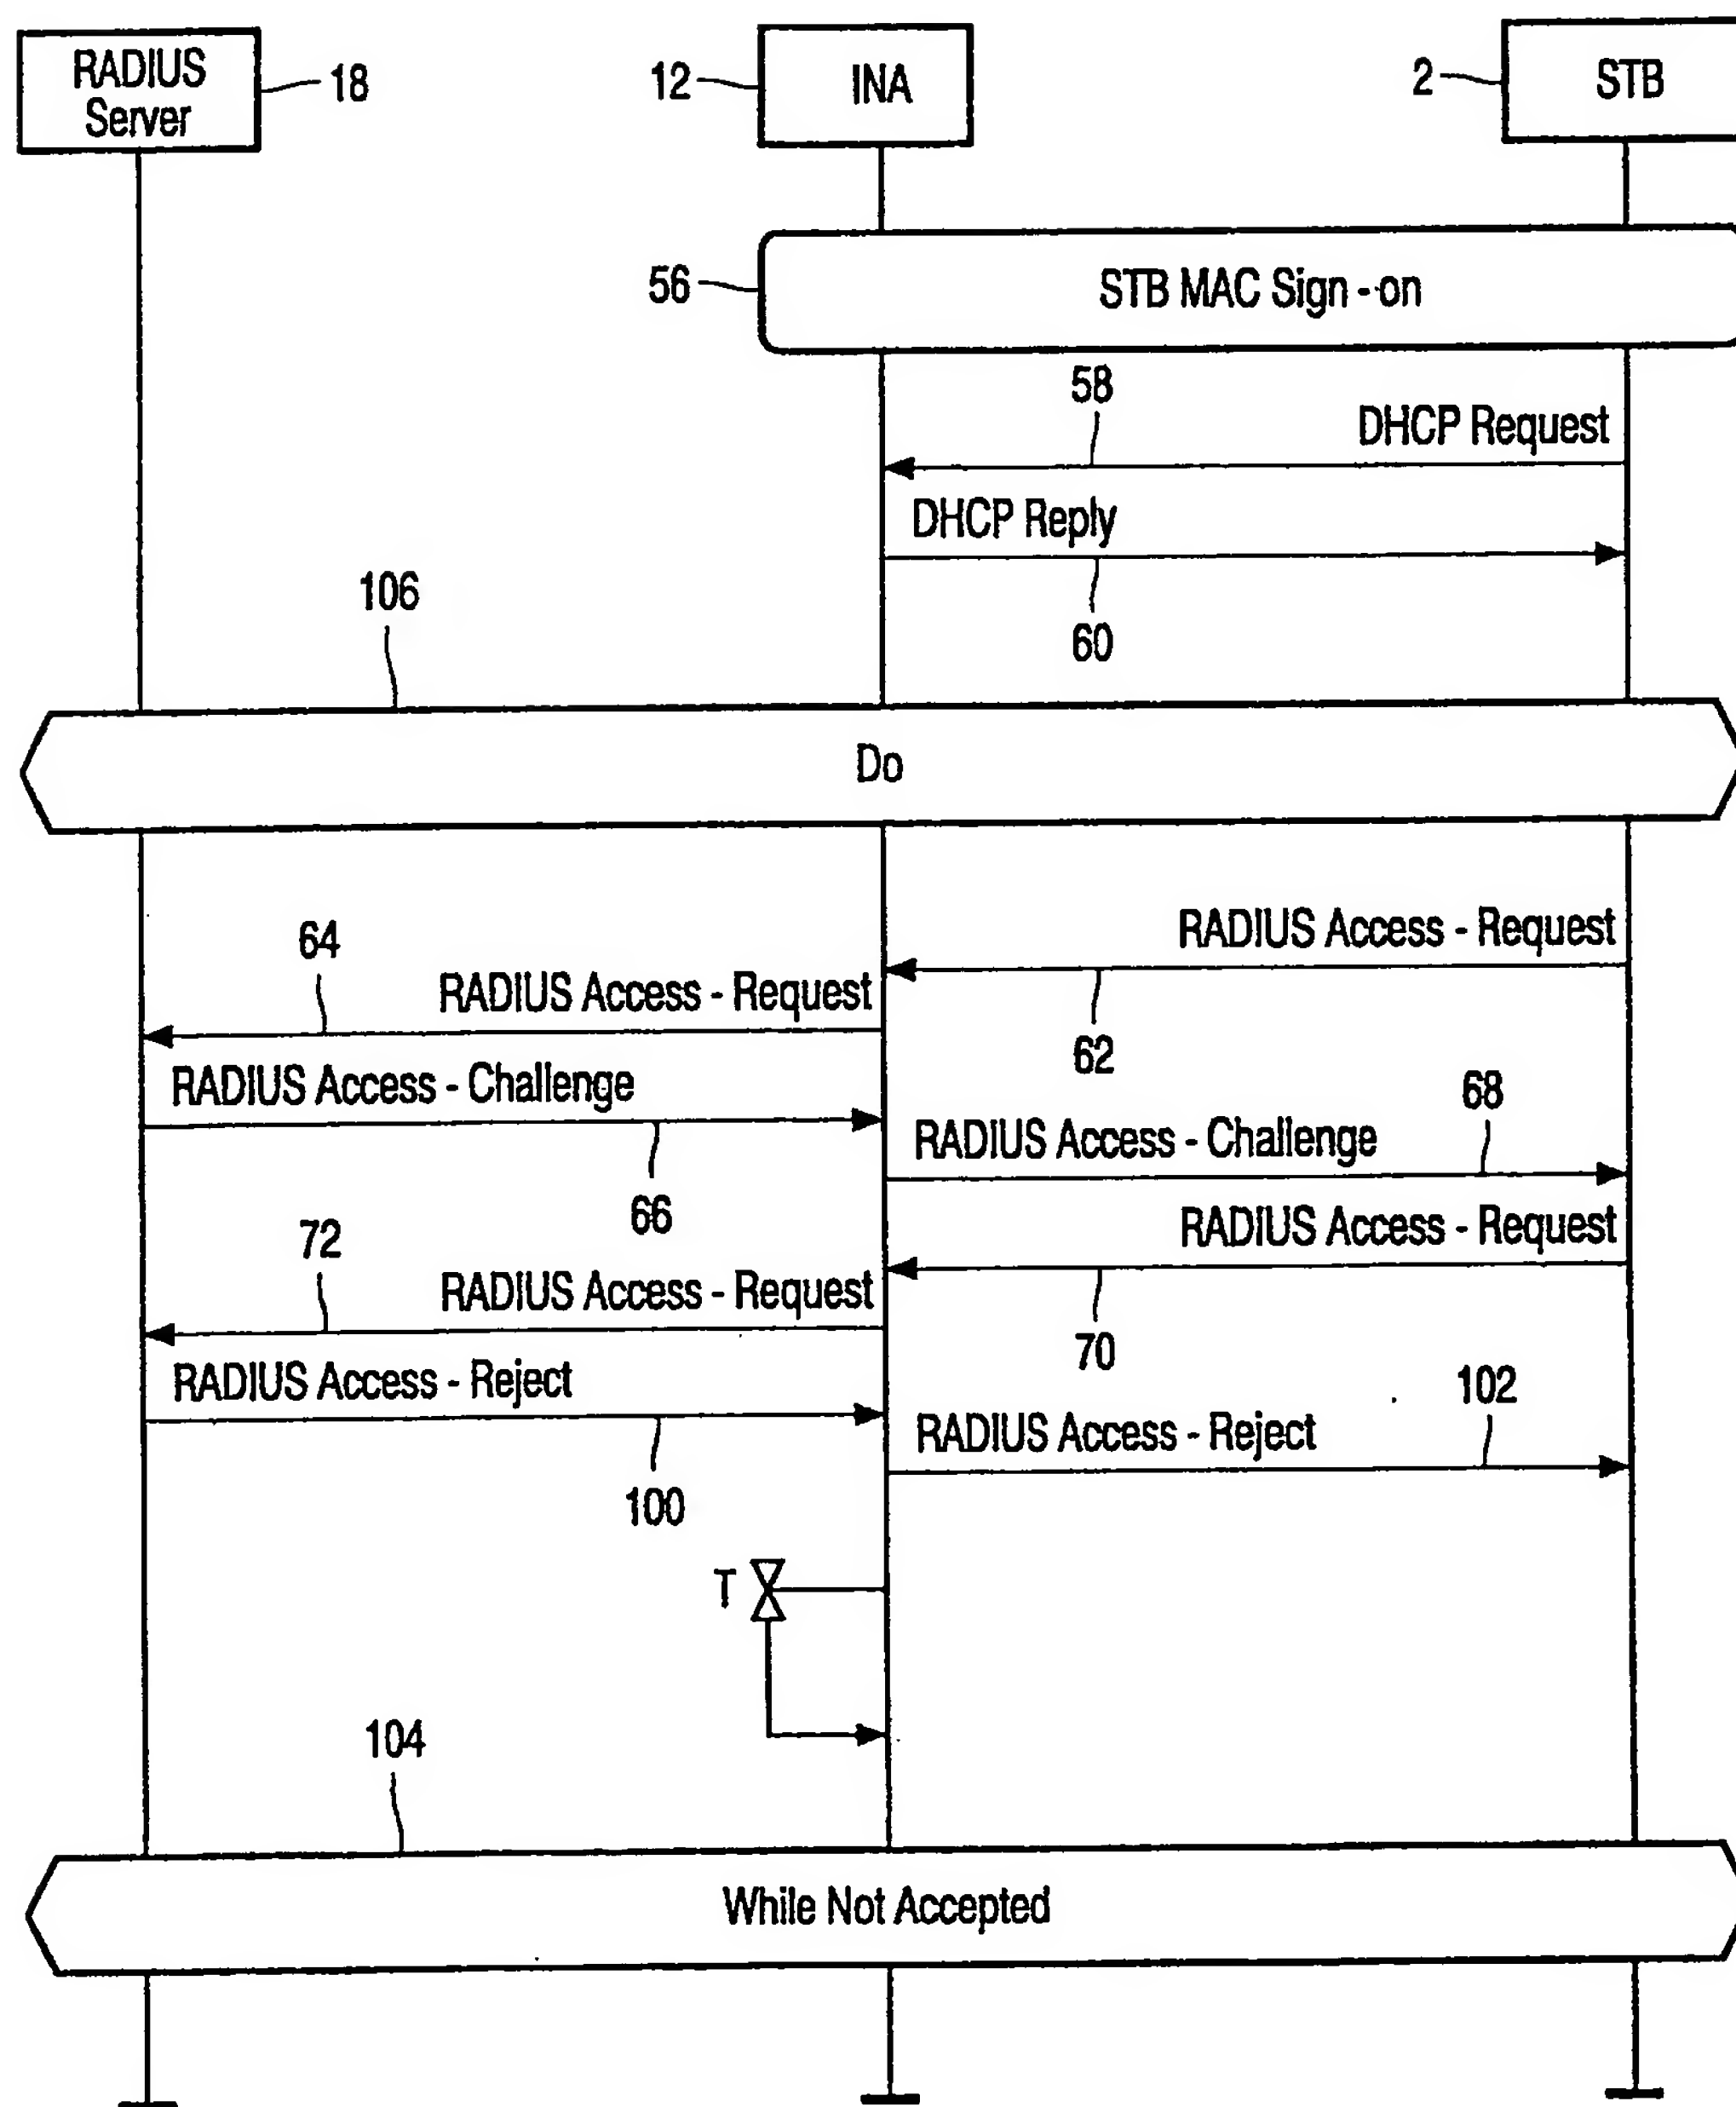 RADIUS
Server
18
12
INA
2
STB
56
STB MAC Sign-on
58
DHCP Request
DHCP Reply
60
106
Do
RADIUS Access - Request
64
RADIUS Access - Request
62
RADIUS Access - Challenge
68
RADIUS Access - Challenge
66
RADIUS Access - Request
72
RADIUS Access - Request
70
RADIUS Access - Reject
102
RADIUS Access - Reject
100
T
104
While Not Accepted